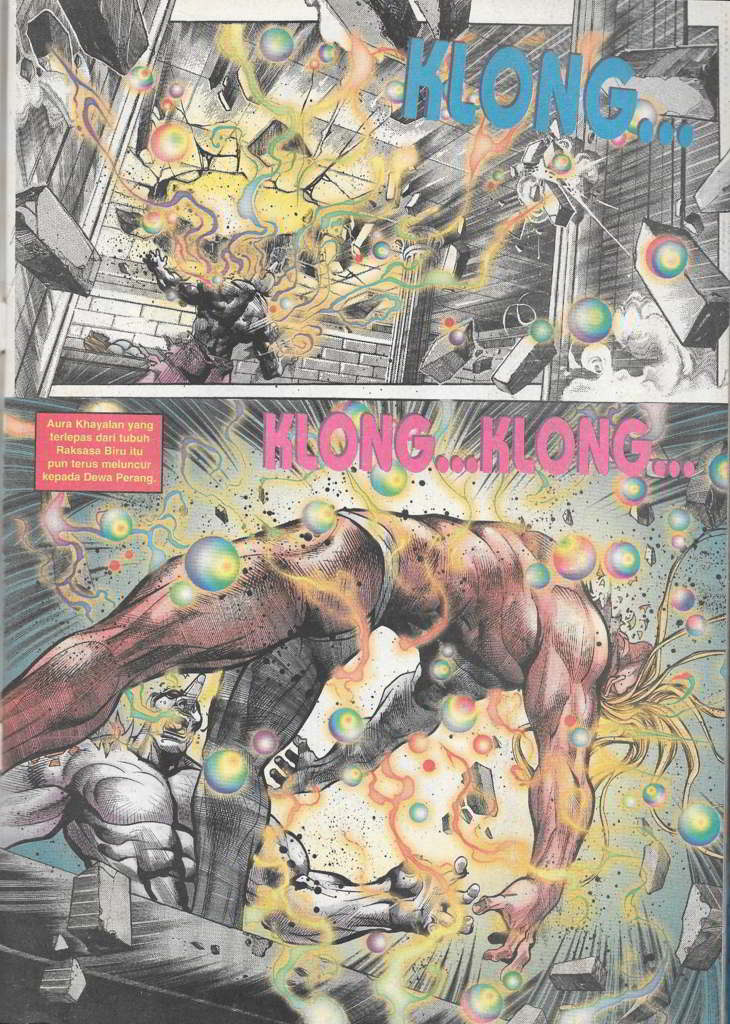 KLONG...
Aura Khayalan yang
terlepas dari tubuh
Raksasa Biru itu
pun terus meluncur
kepada Dewa Perang.
KLONG...KLONG...